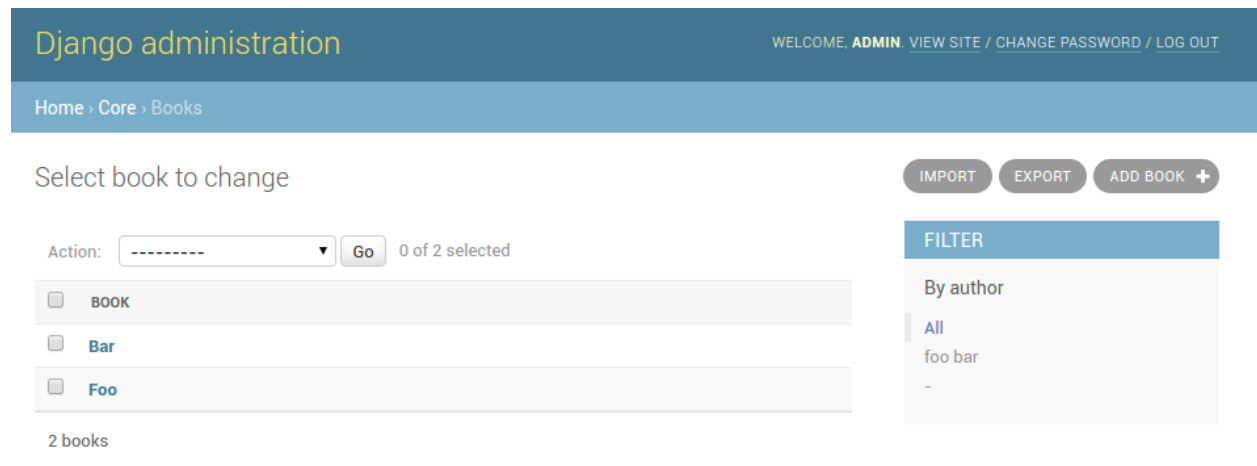 Django administration
WELCOME, ADMIN. VIEW SITE / CHANGE PASSWORD / LOG OUT
Home › Core › Books
Select book to change
IMPORT
EXPORT
ADD BOOK +
Action: --------- Go 0 of 2 selected
BOOK
Bar
Foo
2 books
FILTER
By author
All
foo bar
-